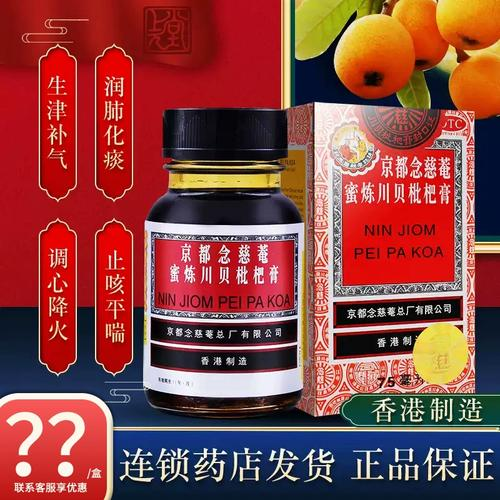 生津补气
润肺化痰
调心降火
止咳平喘
OTC
京都念慈菴
蜜炼川贝枇杷膏
NIN JIOM
PEI PA KOA
京都念慈菴总厂有限公司
香港制造
75毫升
京都念慈菴
蜜炼川贝枇杷膏
NIN JIOM PEI PA KOA
京都念慈菴总厂有限公司
香港制造
香港制造
??/盒
联系客服享优惠
连锁药店发货 正品保证